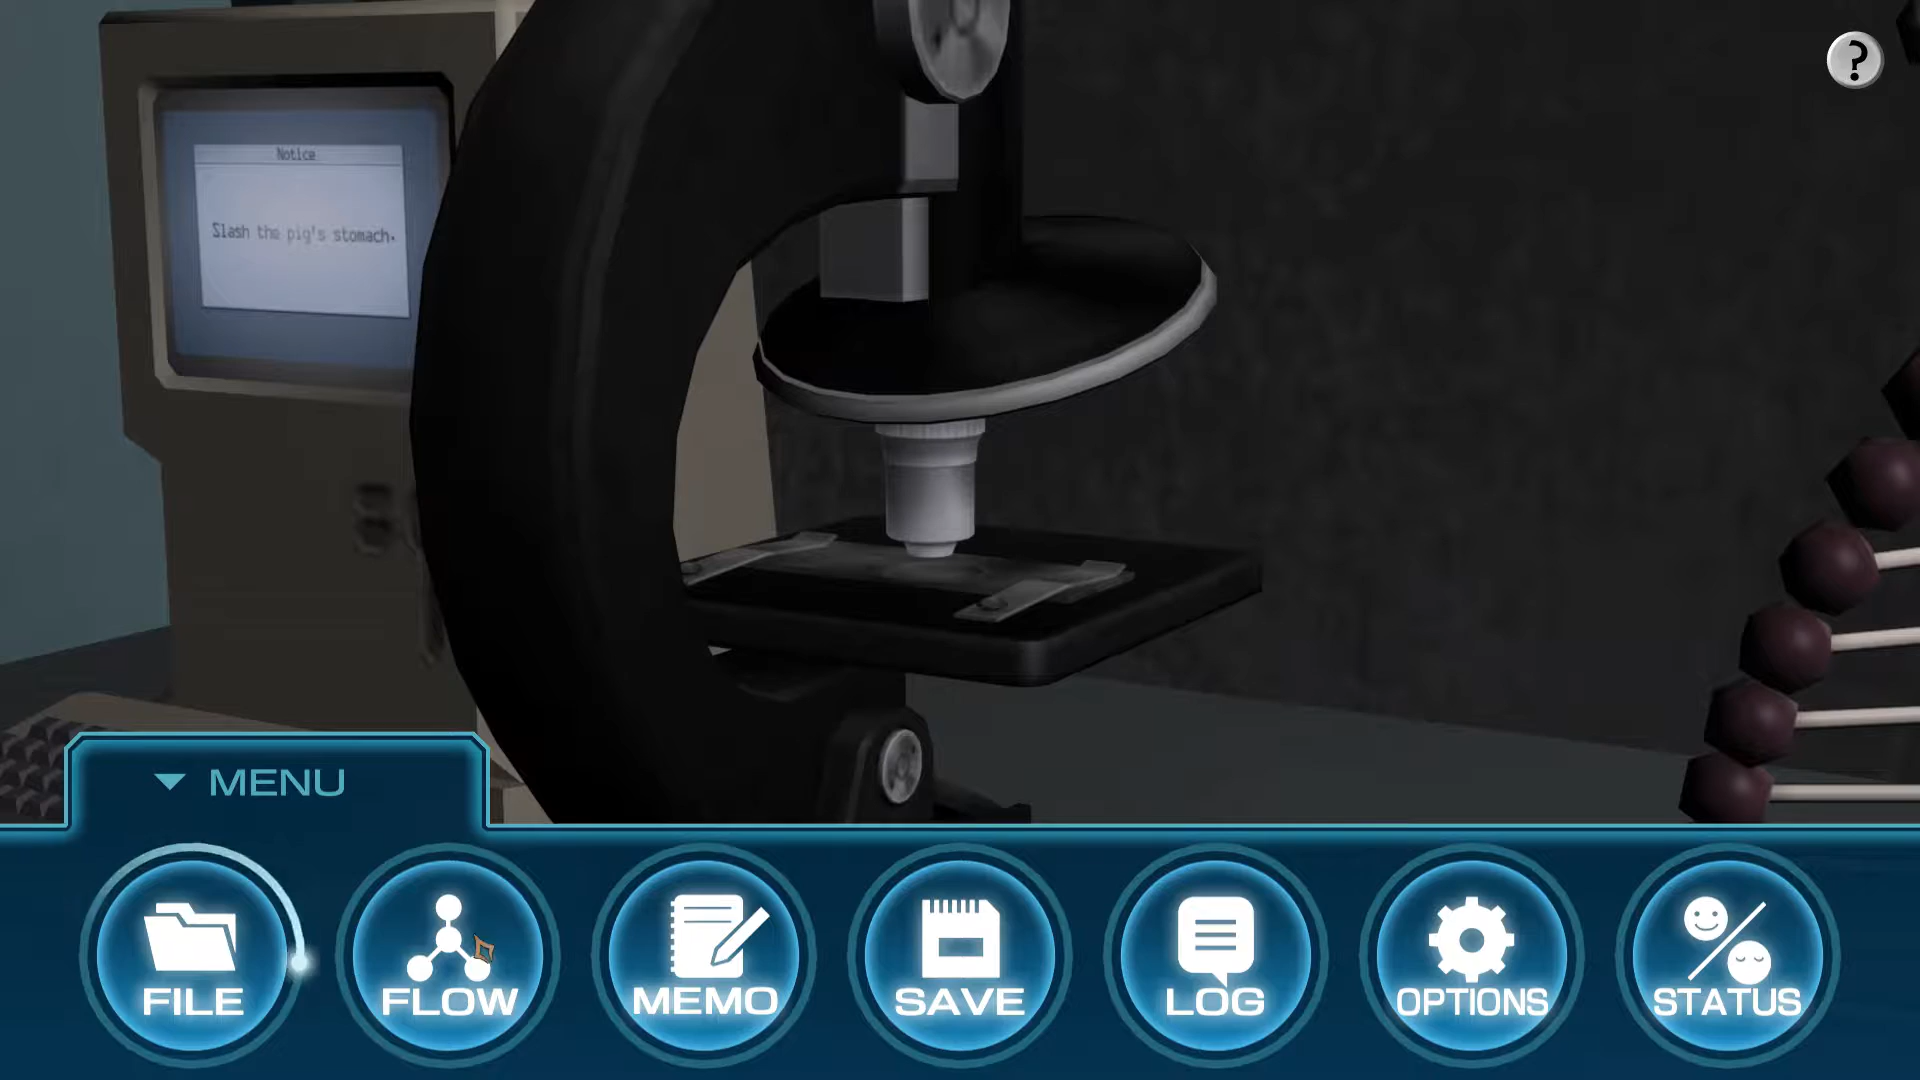 ?
Notice
Slash the pig's stomach.
MENU
FILE
FLOW
MEMO
SAVE
LOG
OPTIONS
STATUS